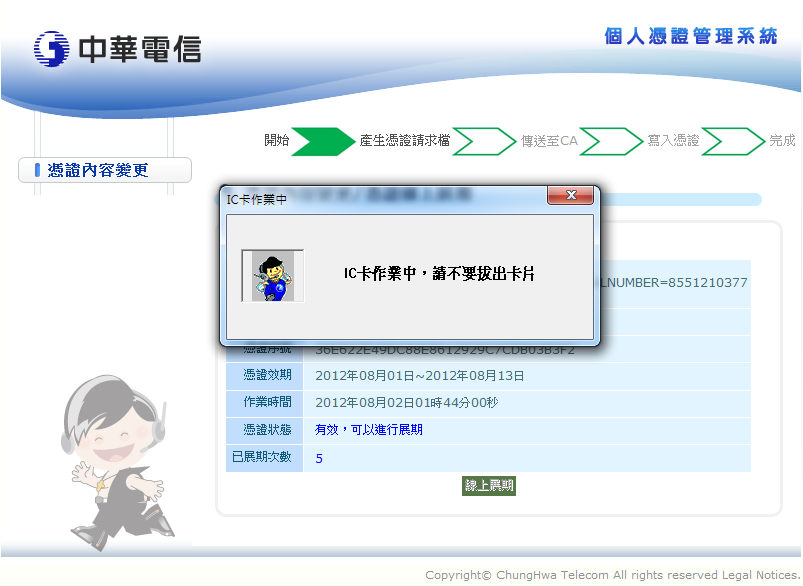 中華電信
個人憑證管理系統
開始
產生憑證請求檔
傳送至CA
寫入憑證
完成
憑證內容變更
IC卡作業中
IC卡作業中，請不要拔出卡片
LNUMBER=8551210377
憑證序號 36E622E49DC88E8612929C7CDB03B3F2
憑證效期 2012年08月01日~2012年08月13日
作業時間 2012年08月02日01時44分00秒
憑證狀態 有效，可以進行展期
已展期次數 5
線上展期
Copyright© ChungHwa Telecom All rights reserved Legal Notices.